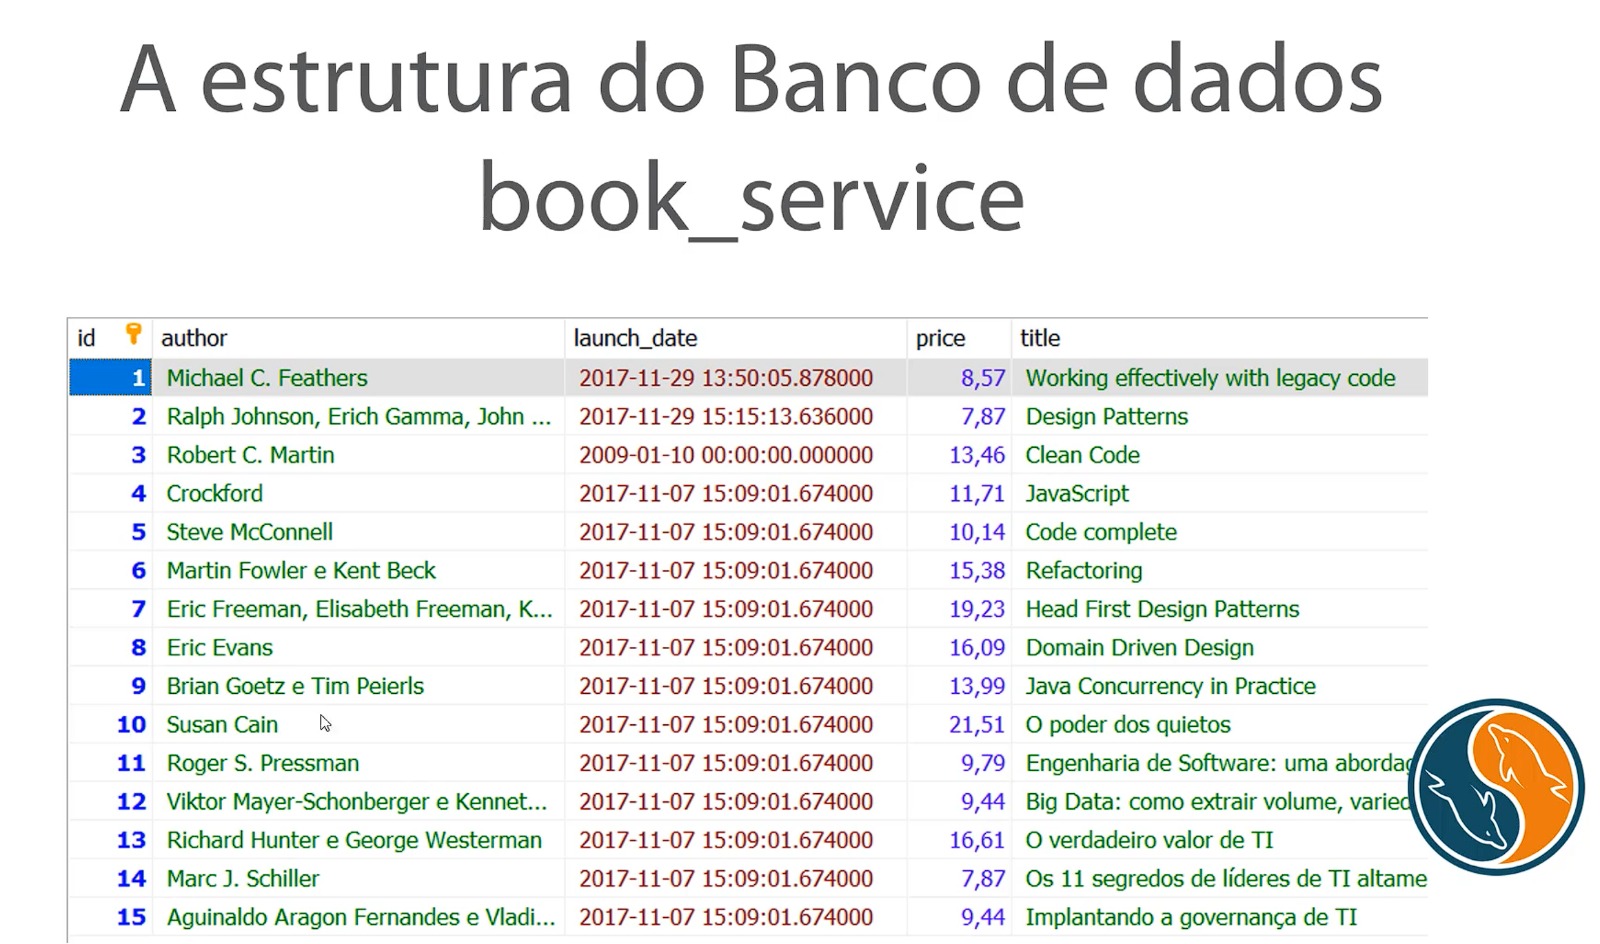 A estrutura do Banco de dados
book_service
id author launch_date price title
1 Michael C. Feathers 2017-11-29 13:50:05.878000 8,57 Working effectively with legacy code
2 Ralph Johnson, Erich Gamma, John ... 2017-11-29 15:15:13.636000 7,87 Design Patterns
3 Robert C. Martin 2009-01-10 00:00:00.000000 13,46 Clean Code
4 Crockford 2017-11-07 15:09:01.674000 11,71 JavaScript
5 Steve McConnell 2017-11-07 15:09:01.674000 10,14 Code complete
6 Martin Fowler e Kent Beck 2017-11-07 15:09:01.674000 15,38 Refactoring
7 Eric Freeman, Elisabeth Freeman, K... 2017-11-07 15:09:01.674000 19,23 Head First Design Patterns
8 Eric Evans 2017-11-07 15:09:01.674000 16,09 Domain Driven Design
9 Brian Goetz e Tim Peierls 2017-11-07 15:09:01.674000 13,99 Java Concurrency in Practice
10 Susan Cain 2017-11-07 15:09:01.674000 21,51 O poder dos quietos
11 Roger S. Pressman 2017-11-07 15:09:01.674000 9,79 Engenharia de Software: uma abordag
12 Viktor Mayer-Schonberger e Kennet... 2017-11-07 15:09:01.674000 9,44 Big Data: como extrair volume, varied
13 Richard Hunter e George Westerman 2017-11-07 15:09:01.674000 16,61 O verdadeiro valor de TI
14 Marc J. Schiller 2017-11-07 15:09:01.674000 7,87 Os 11 segredos de líderes de TI altame
15 Aguinaldo Aragon Fernandes e Vladi... 2017-11-07 15:09:01.674000 9,44 Implantando a governança de TI